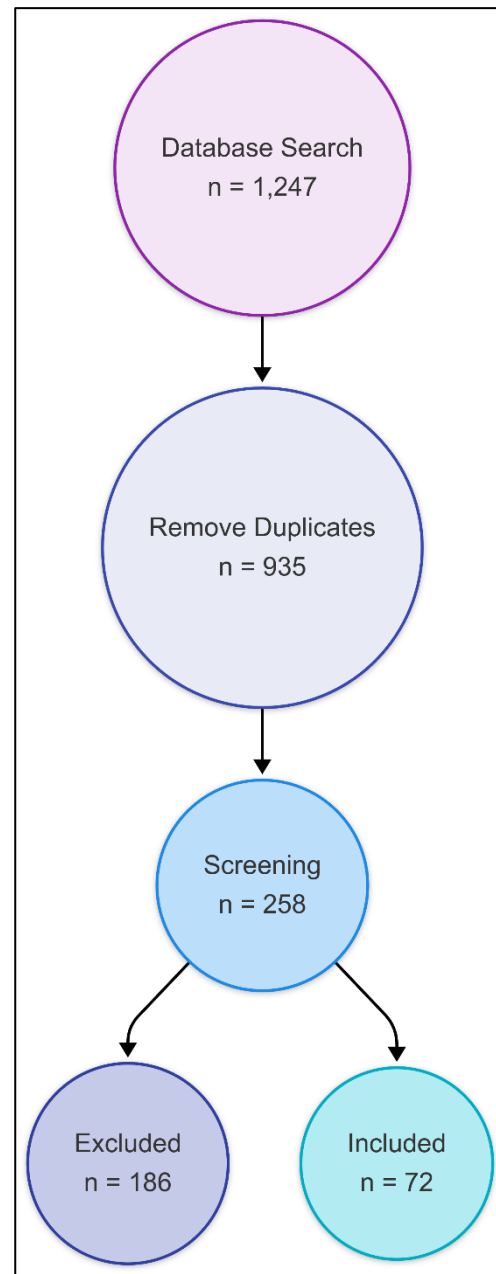 Database Search
n = 1,247
Remove Duplicates
n = 935
Screening
n = 258
Excluded
n = 186
Included
n = 72